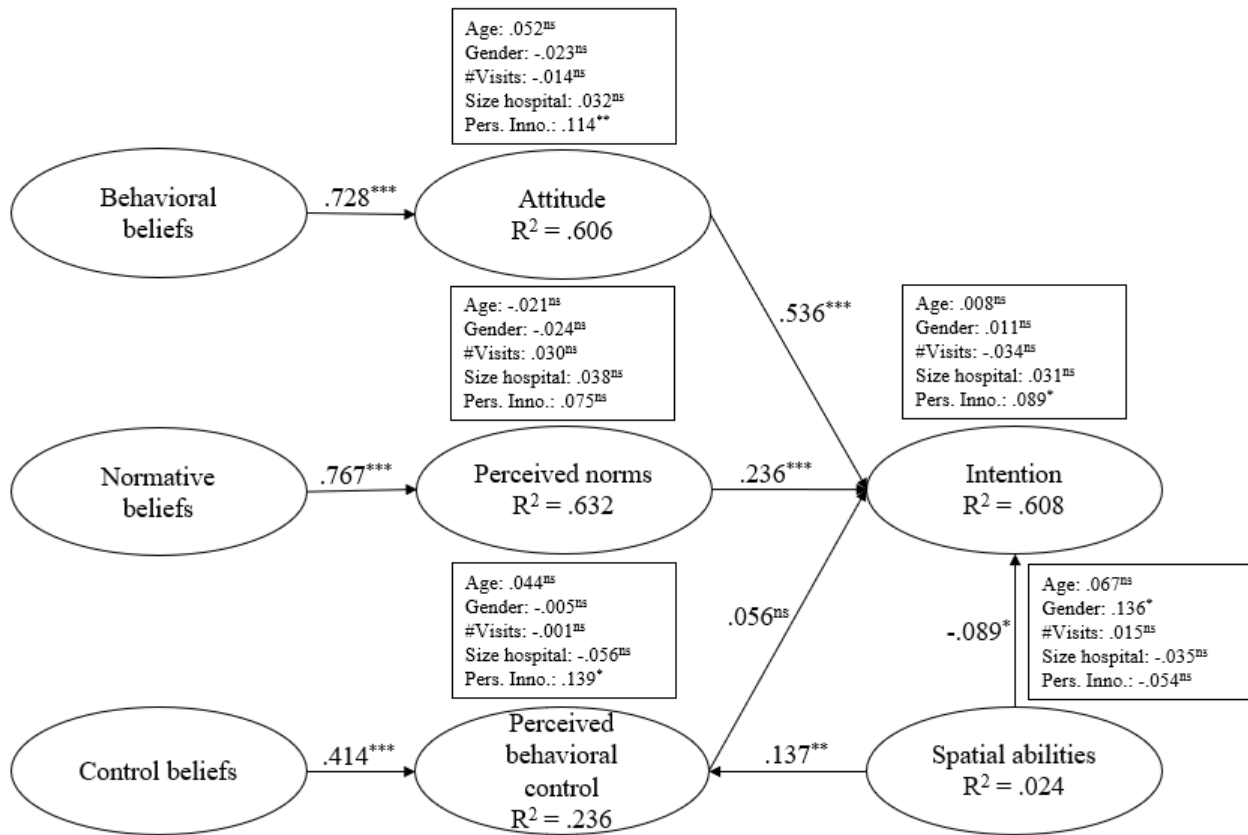 Age: .052ns
Gender: -.023ns
#Visits: -.014ns
Size hospital: .032ns
Pers. Inno.: .114**
Behavioral
beliefs
.728***
Attitude
R2 = .606
Age: -.021ns
Gender: -.024ns
#Visits: .030ns
Size hospital: .038ns
Pers. Inno.: .075ns
.536***
Age: .008ns
Gender: .011ns
#Visits: -.034ns
Size hospital: .031ns
Pers. Inno.: .089*
Normative
beliefs
.767***
Perceived norms
R2 = .632
.236***
Intention
R2 = .608
Age: .044ns
Gender: -.005ns
#Visits: -.001ns
Size hospital: -.056ns
Pers. Inno.: .139*
.056ns
-.089*
Age: .067ns
Gender: .136*
#Visits: .015ns
Size hospital: -.035ns
Pers. Inno.: -.054ns
Control beliefs
.414***
Perceived
behavioral
control
R2 = .236
.137**
Spatial abilities
R2 = .024